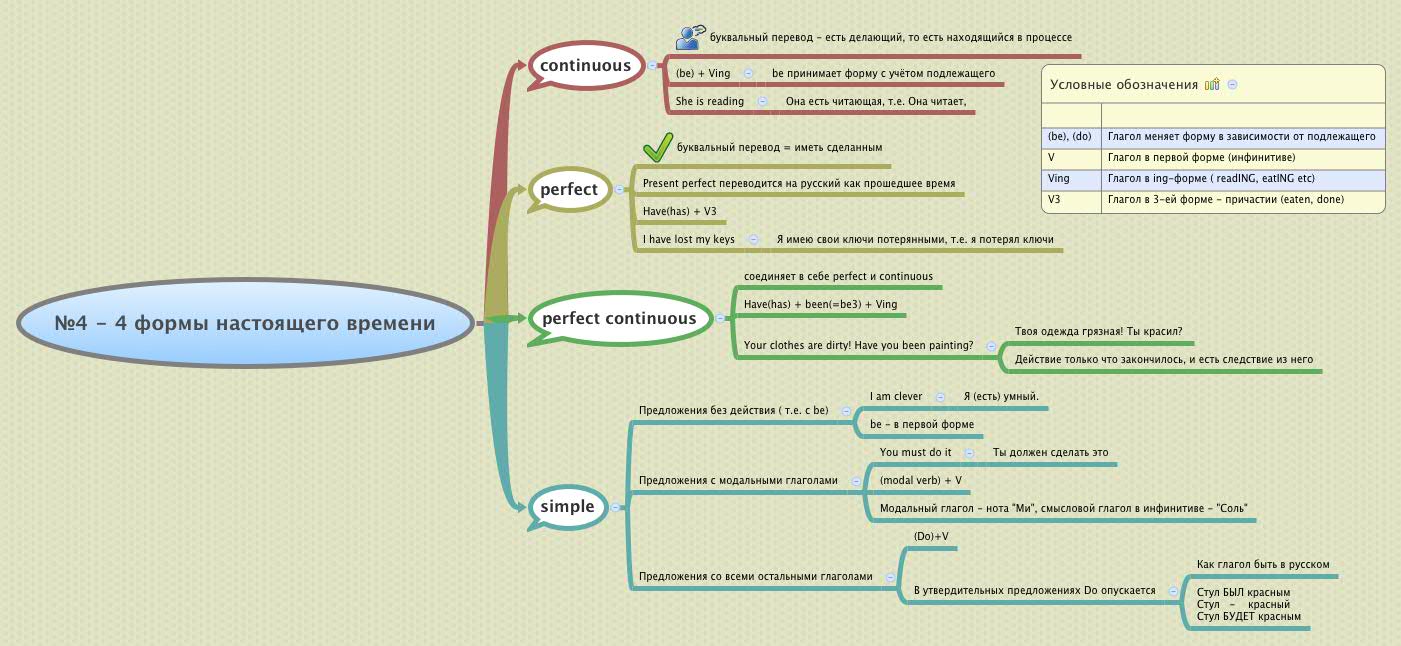 №4 - 4 формы настоящего времени
continuous
буквальный перевод - есть делающий, то есть находящийся в процессе
(be) + Ving
be принимает форму с учётом подлежащего
She is reading
Она есть читающая, т.е. Она читает,
perfect
буквальный перевод = иметь сделанным
Present perfect переводится на русский как прошедшее время
Have(has) + V3
I have lost my keys
Я имею свои ключи потерянными, т.е. я потерял ключи
perfect continuous
соединяет в себе perfect и continuous
Have(has) + been(=be3) + Ving
Your clothes are dirty! Have you been painting?
Твоя одежда грязная! Ты красил?
Действие только что закончилось, и есть следствие из него
simple
Предложения без действия ( т.е. с be)
I am clever
Я (есть) умный.
be - в первой форме
Предложения с модальными глаголами
You must do it
Ты должен сделать это
(modal verb) + V
Модальный глагол - нота "Ми", смысловой глагол в инфинитиве - "Соль"
Предложения со всеми остальными глаголами
(Do)+V
В утвердительных предложениях Do опускается
Как глагол быть в русском
Стул БЫЛ красным
Стул - красный
Стул БУДЕТ красным
Условные обозначения
(be), (do) Глагол меняет форму в зависимости от подлежащего
V Глагол в первой форме (инфинитиве)
Ving Глагол в ing-форме ( readING, eatING etc)
V3 Глагол в 3-ей форме - причастии (eaten, done)